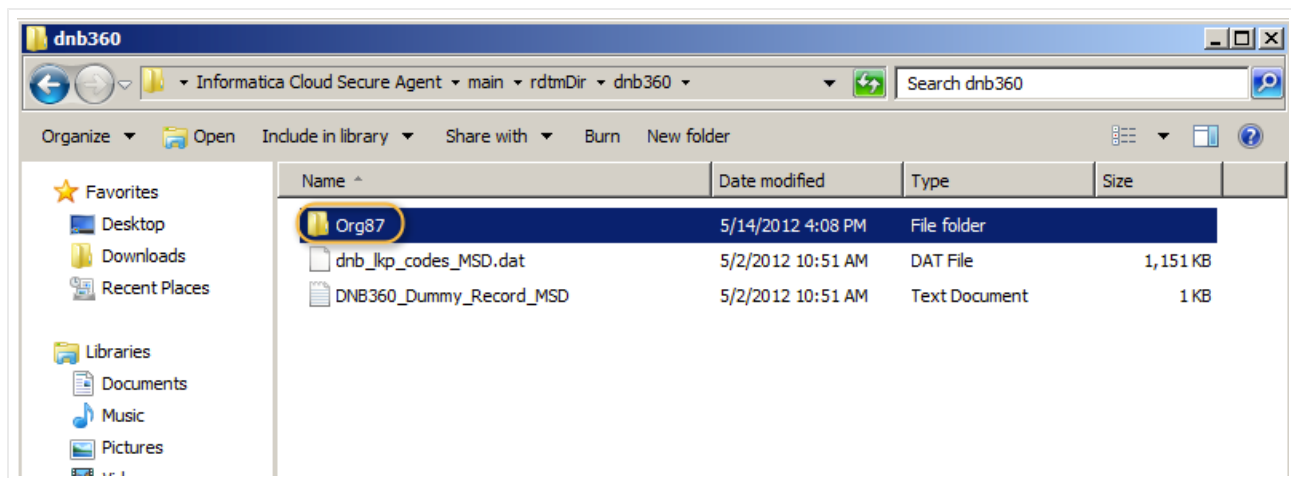 dnb360
Informatica Cloud Secure Agent main rdtmDir dnb360 Search dnb360
Organize Open Include in library Share with Burn New folder
Name Date modified Type Size
Favorites
Desktop
Downloads
Recent Places
Libraries
Documents
Music
Pictures
Org87 5/14/2012 4:08 PM File folder
dnb_lkp_codes_MSD.dat 5/2/2012 10:51 AM DAT File 1,151 KB
DNB360_Dummy_Record_MSD 5/2/2012 10:51 AM Text Document 1 KB